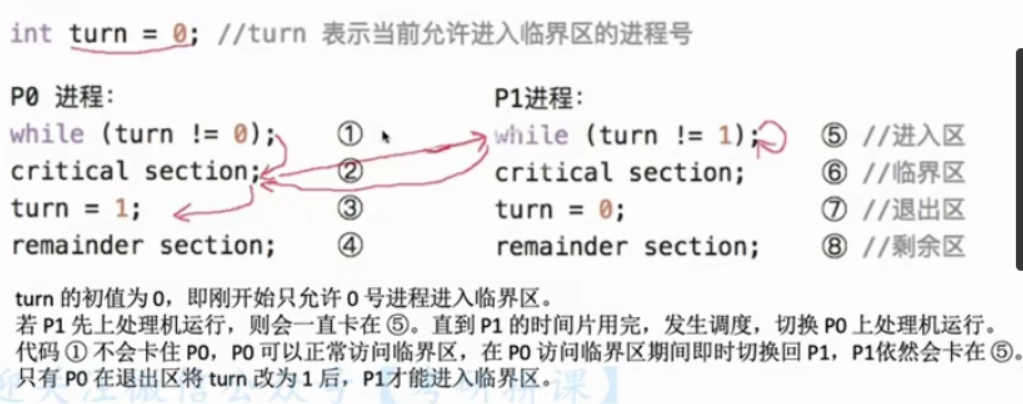 int turn = 0; //turn 表示当前允许进入临界区的进程号
P0 进程:
while (turn != 0); ①
critical section; ②
turn = 1; ③
remainder section; ④
P1进程:
while (turn != 1); ⑤ //进入区
critical section; ⑥ //临界区
turn = 0; ⑦ //退出区
remainder section; ⑧ //剩余区
turn 的初值为 0，即刚开始只允许 0 号进程进入临界区。
若 P1 先上处理机运行，则会一直卡在 ⑤。直到 P1 的时间片用完，发生调度，切换 P0 上处理机运行。
代码 ① 不会卡住 P0，P0 可以正常访问临界区，在 P0 访问临界区期间即时切换回 P1，P1依然会卡在 ⑤。
只有 P0 在退出区将 turn 改为 1 后，P1才能进入临界区。
迎关注微信公众号【考研拼课】